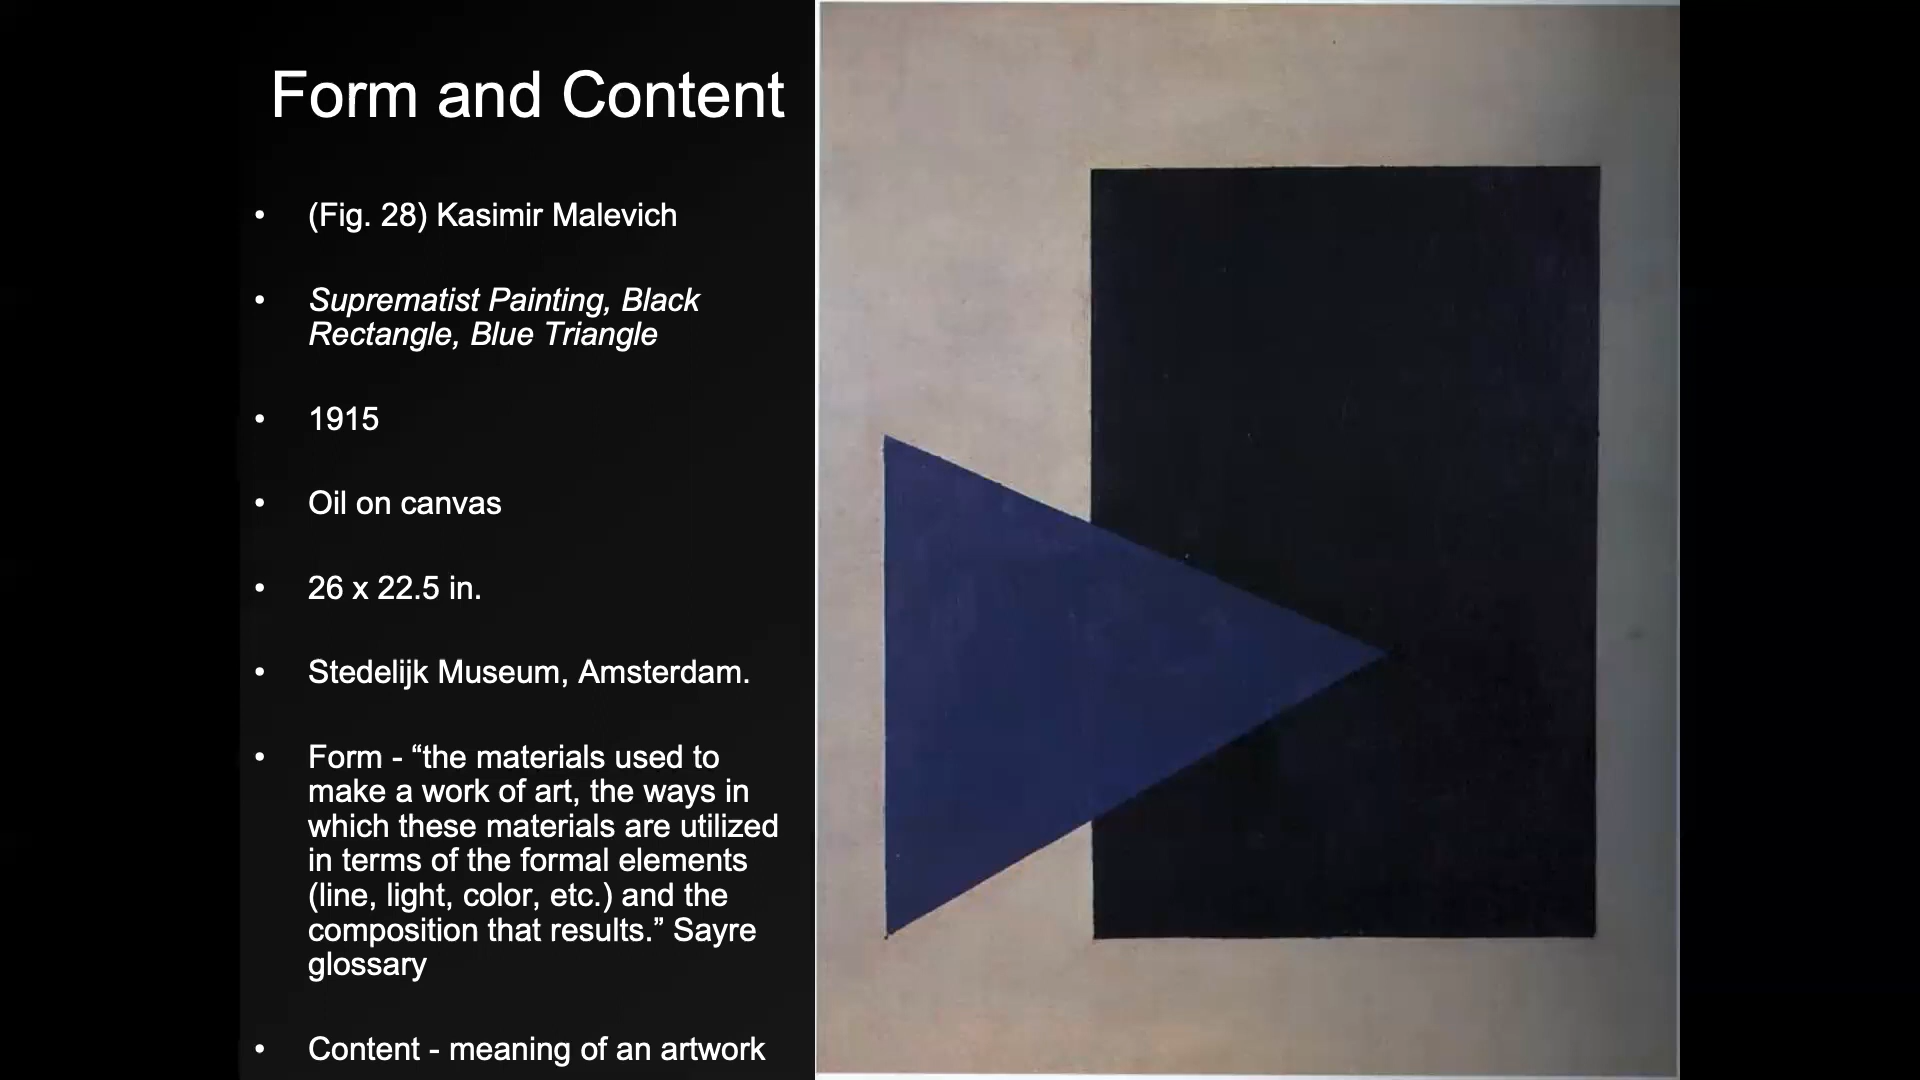 Form and Content
• (Fig. 28) Kasimir Malevich
• Suprematist Painting, Black
Rectangle, Blue Triangle
• 1915
• Oil on canvas
• 26 x 22.5 in.
• Stedelijk Museum, Amsterdam.
• Form - “the materials used to
make a work of art, the ways in
which these materials are utilized
in terms of the formal elements
(line, light, color, etc.) and the
composition that results.” Sayre
glossary
• Content - meaning of an artwork